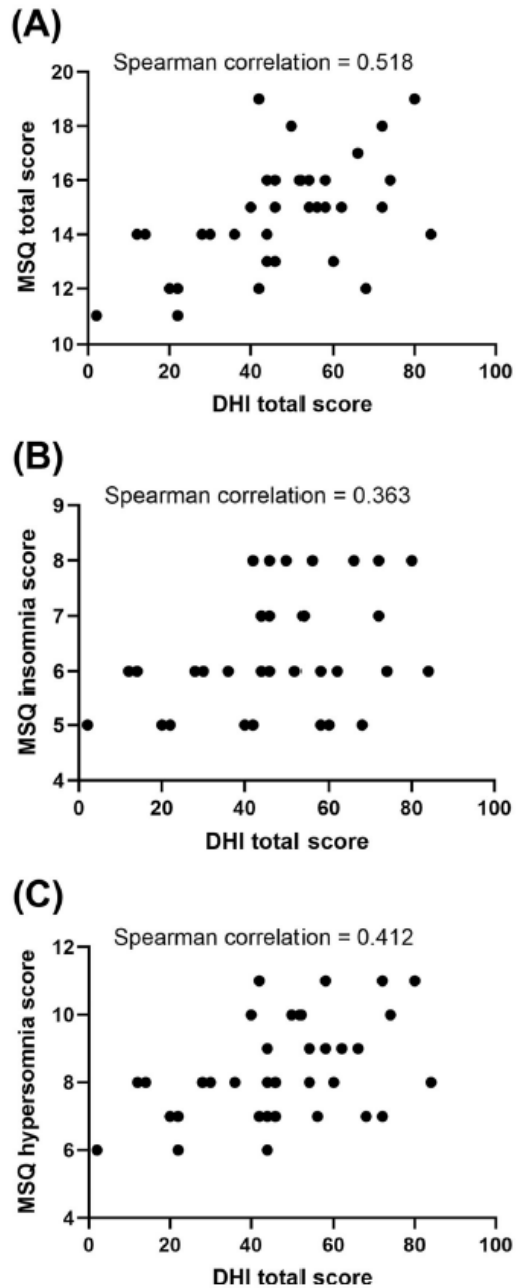 (A)
Spearman correlation = 0.518
20
18
16
14
12
10
MSQ total score
0 20 40 60 80 100
DHI total score
(B)
Spearman correlation = 0.363
9
8
7
6
5
4
MSQ insomnia score
0 20 40 60 80 100
DHI total score
(C)
Spearman correlation = 0.412
12
10
8
6
4
MSQ hypersomnia score
0 20 40 60 80 100
DHI total score